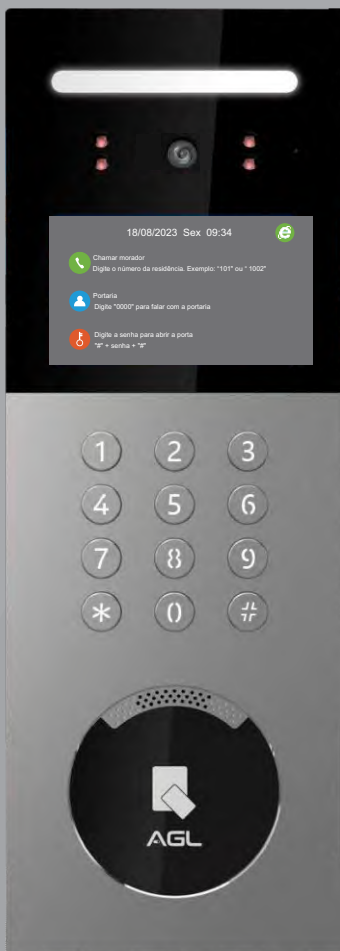 18/08/2023 Sex 09:34
Chamar morador
Digite o número da residência. Exemplo: "101" ou " 1002"
Portaria
Digite "0000" para falar com a portaria
Digite a senha para abrir a porta
"#" + senha + "#"
1 2 3
4 5 6
7 8 9
* 0 #
AGL